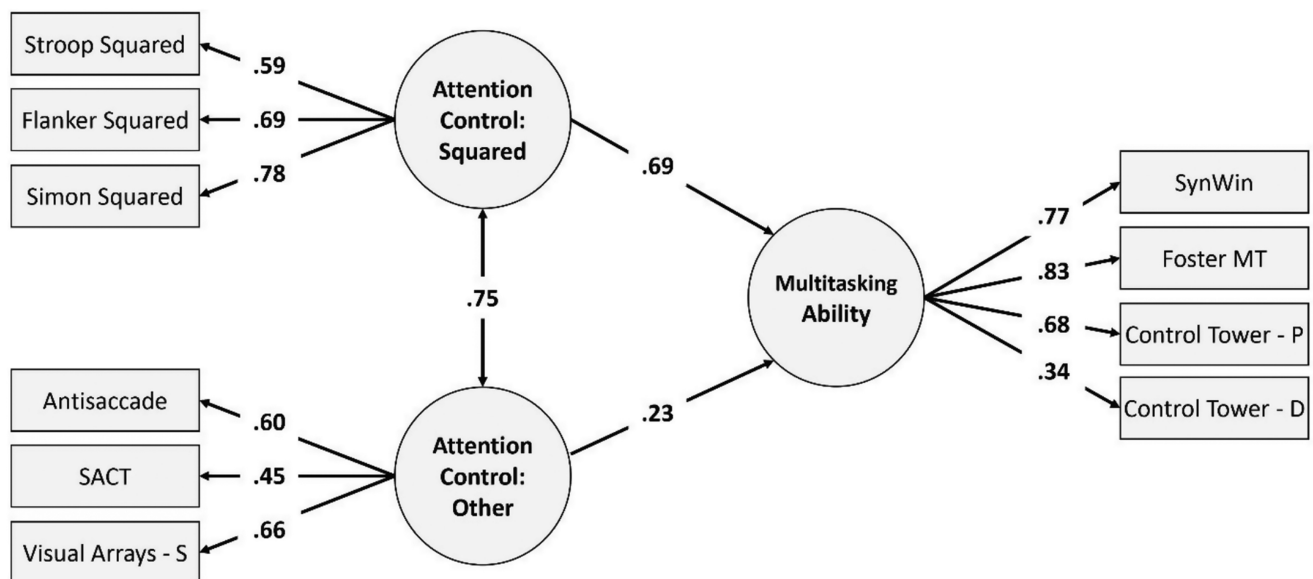 Stroop Squared
Flanker Squared
Simon Squared
.59
.69
.78
Attention
Control:
Squared
.75
Antisaccade
SACT
Visual Arrays - S
.60
.45
.66
Attention
Control:
Other
.69
.23
Multitasking
Ability
.77
.83
.68
.34
SynWin
Foster MT
Control Tower - P
Control Tower - D